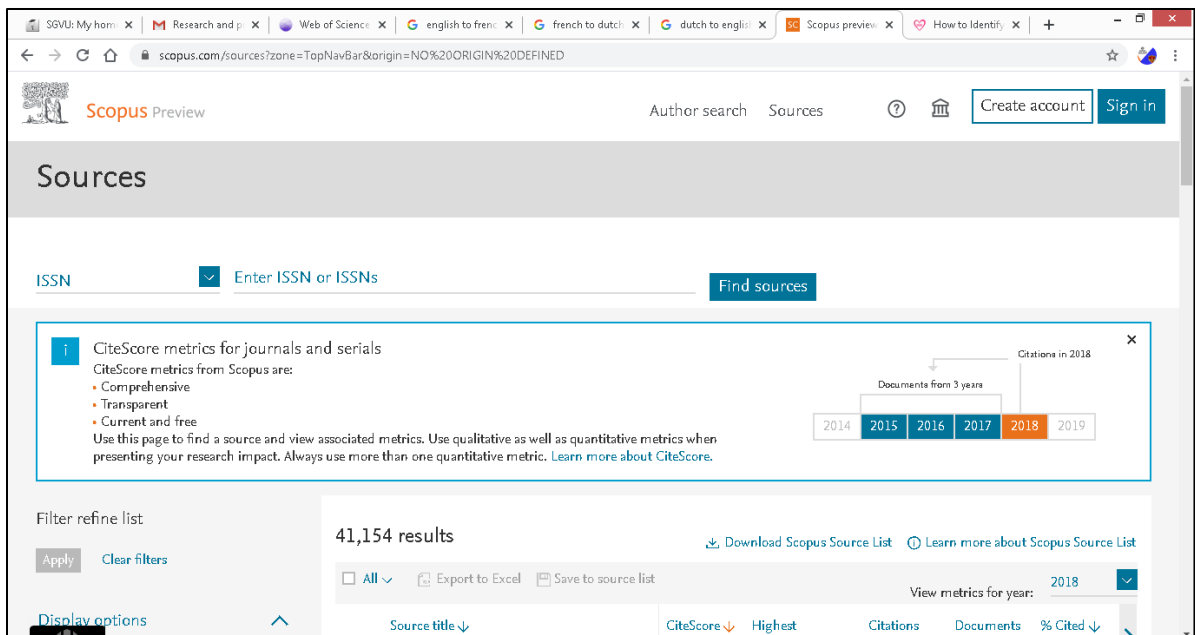 SGVU: My hom
Research and p
Web of Science
english to frenc
french to dutch
dutch to englis
Scopus preview
How to Identify
scopus.com/sources?zone=TopNavBar&origin=NO%20ORIGIN%20DEFINED
Scopus Preview
Author search Sources
Create account Sign in
Sources
ISSN Enter ISSN or ISSNs Find sources
CiteScore metrics for journals and serials
CiteScore metrics from Scopus are:
• Comprehensive
• Transparent
• Current and free
Use this page to find a source and view associated metrics. Use qualitative as well as quantitative metrics when
presenting your research impact. Always use more than one quantitative metric. Learn more about CiteScore.
Citations in 2018
Documents from 3 years
2014 2015 2016 2017 2018 2019
Filter refine list
Apply Clear filters
Display options
41,154 results
Download Scopus Source List Learn more about Scopus Source List
All Export to Excel Save to source list
View metrics for year: 2018
Source title CiteScore Highest Citations Documents % Cited